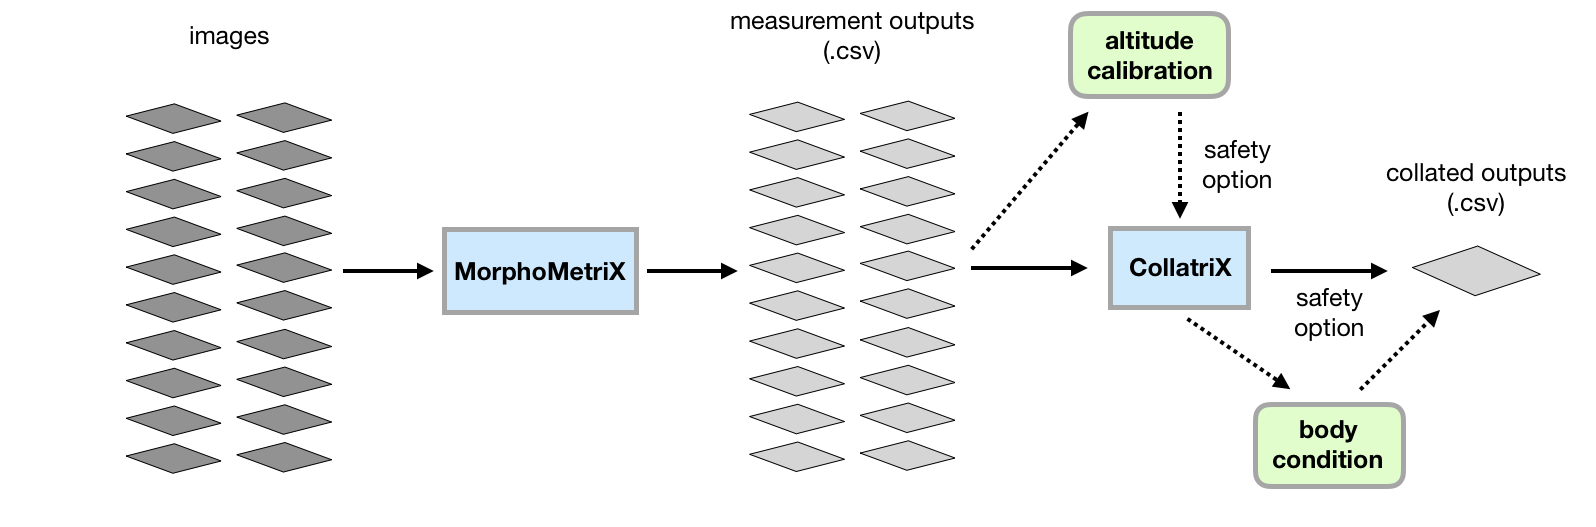 images
measurement outputs
(.csv)
altitude
calibration
safety
option
collated outputs
(.csv)
MorphoMetriX
CollatriX
safety
option
body
condition